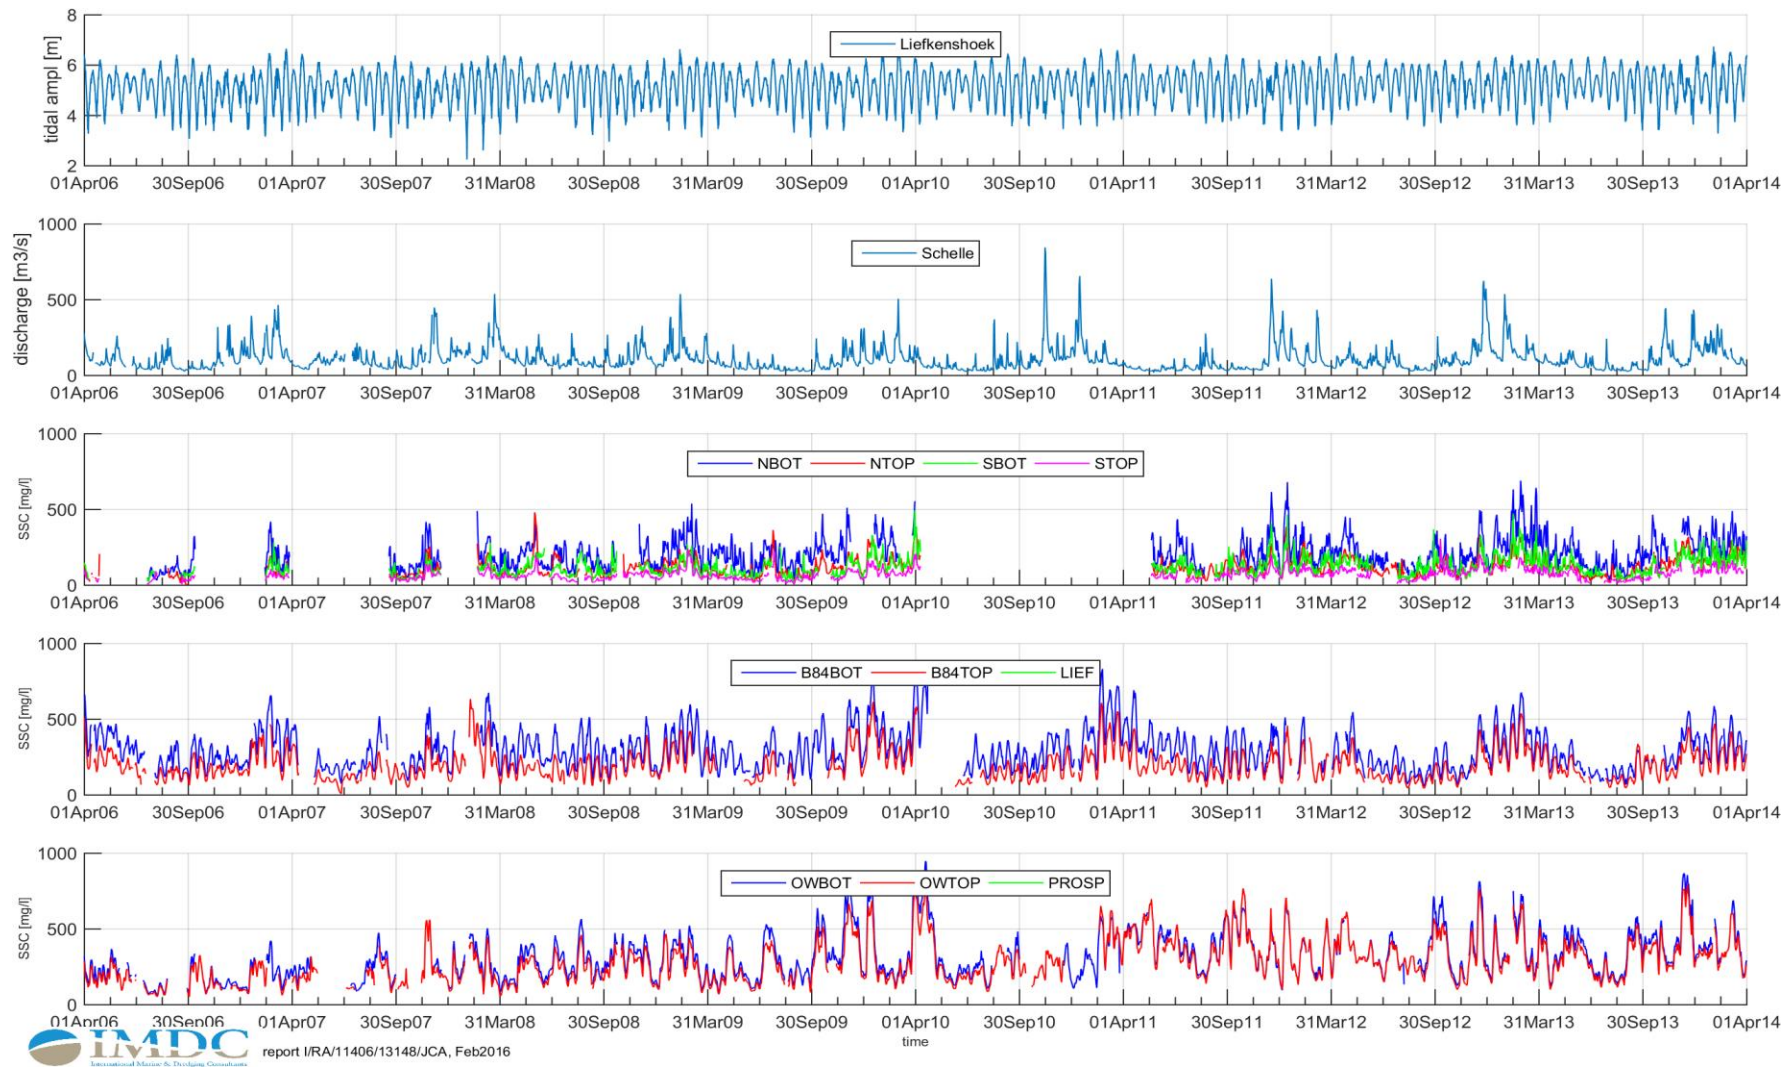 8
6
4
2
tidal ampl [m]
Liefkenshoek
01Apr06 30Sep06 01Apr07 30Sep07 31Mar08 30Sep08 31Mar09 30Sep09 01Apr10 30Sep10 01Apr11 30Sep11 31Mar12 30Sep12 31Mar13 30Sep13 01Apr14
1000
500
0
discharge [m3/s]
Schelle
01Apr06 30Sep06 01Apr07 30Sep07 31Mar08 30Sep08 31Mar09 30Sep09 01Apr10 30Sep10 01Apr11 30Sep11 31Mar12 30Sep12 31Mar13 30Sep13 01Apr14
1000
500
0
SSC [mg/l]
NBOT NTOP SBOT STOP
01Apr06 30Sep06 01Apr07 30Sep07 31Mar08 30Sep08 31Mar09 30Sep09 01Apr10 30Sep10 01Apr11 30Sep11 31Mar12 30Sep12 31Mar13 30Sep13 01Apr14
1000
500
0
SSC [mg/l]
B84BOT B84TOP LIEF
01Apr06 30Sep06 01Apr07 30Sep07 31Mar08 30Sep08 31Mar09 30Sep09 01Apr10 30Sep10 01Apr11 30Sep11 31Mar12 30Sep12 31Mar13 30Sep13 01Apr14
1000
500
0
SSC [mg/l]
OWBOT OWTOP PROSP
01Apr06 30Sep06 01Apr07 30Sep07 31Mar08 30Sep08 31Mar09 30Sep09 01Apr10 30Sep10 01Apr11 30Sep11 31Mar12 30Sep12 31Mar13 30Sep13 01Apr14
time
IMDC
International Marine & Dredging Consultants
report I/RA/11406/13148/JCA, Feb2016